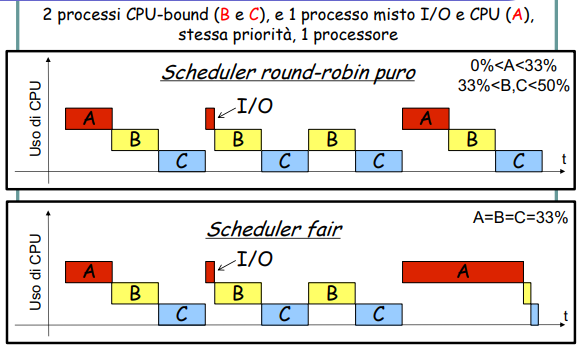 2 processi CPU-bound (B e C), e 1 processo misto I/O e CPU (A),
stessa priorità, 1 processore
Scheduler round-robin puro
0%<A<33%
33%<B,C<50%
Uso di CPU
A
I/O
A
B
B
B
B
C
C
C
C
t
Scheduler fair
A=B=C=33%
Uso di CPU
A
I/O
A
B
B
B
C
C
C
t